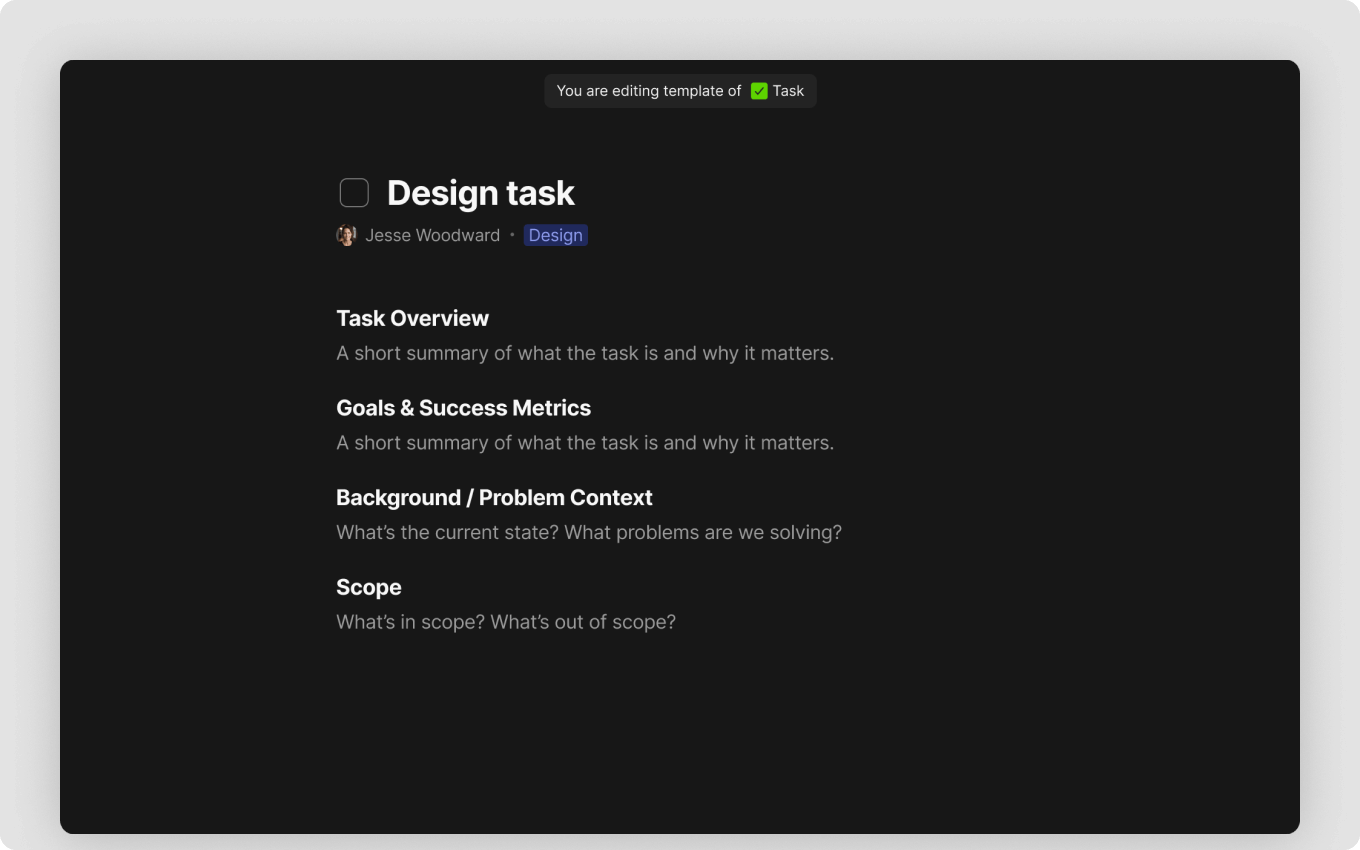 You are editing template of ✅ Task
Design task
Jesse Woodward • Design
Task Overview
A short summary of what the task is and why it matters.
Goals & Success Metrics
A short summary of what the task is and why it matters.
Background / Problem Context
What’s the current state? What problems are we solving?
Scope
What’s in scope? What’s out of scope?